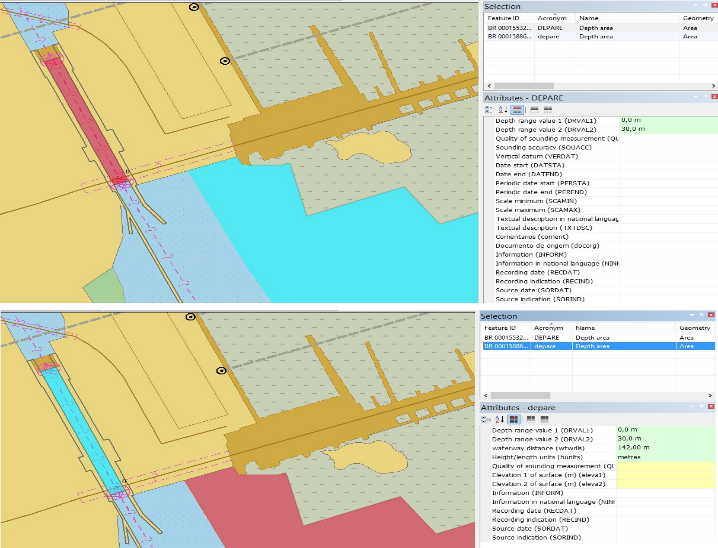 Selection
Feature ID Acronym Name Geometry
BR 00015532... DEPARE Depth area Area
BR 00015886... depare Depth area Area
Attributes - DEPARE
Depth range value 1 (DRVAL1) 0,0 m
Depth range value 2 (DRVAL2) 30,0 m
Quality of sounding measurement (QU
Sounding accuracy (SOUACC)
Vertical datum (VERDAT)
Date start (DATSTA)
Date end (DATEND)
Periodic date start (PERSTA)
Periodic date end (PEREND)
Scale minimum (SCAMIN)
Scale maximum (SCAMAX)
Textual description in national languag
Textual description (TXTDSC)
Comentarios (coment)
Documento de origem (docorg)
Information (INFORM)
Information in national language (NINF
Recording date (RECDAT)
Recording indication (RECIND)
Source date (SORDAT)
Source indication (SORIND)
Selection
Feature ID Acronym Name Geometry
BR 00015532... DEPARE Depth area Area
BR 00015886... depare Depth area Area
Attributes - depare
Depth range value 1 (DRVAL1) 0,0 m
Depth range value 2 (DRVAL2) 30,0 m
waterway distance (wtwdis) 142,00 m
Height/length units (hunits) metres
Quality of sounding measurement (QU
Elevation 1 of surface (m) (eleva1)
Elevation 2 of surface (m) (eleva2)
Information (INFORM)
Information in national language (NINF
Recording date (RECDAT)
Recording indication (RECIND)
Source date (SORDAT)
Source indication (SORIND)